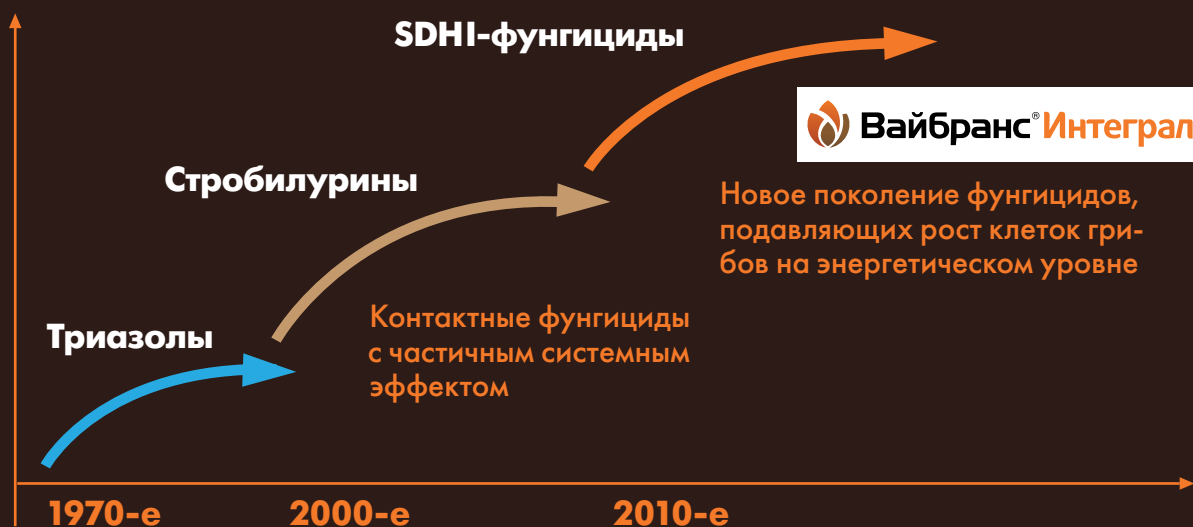 SDHI-фунгициды
Вайбранс® Интеграл
Стробилурины
Новое поколение фунгицидов,
подавляющих рост клеток гри-
бов на энергетическом уровне
Триазолы
Контактные фунгициды
с частичным системным
эффектом
1970-е
2000-е
2010-е